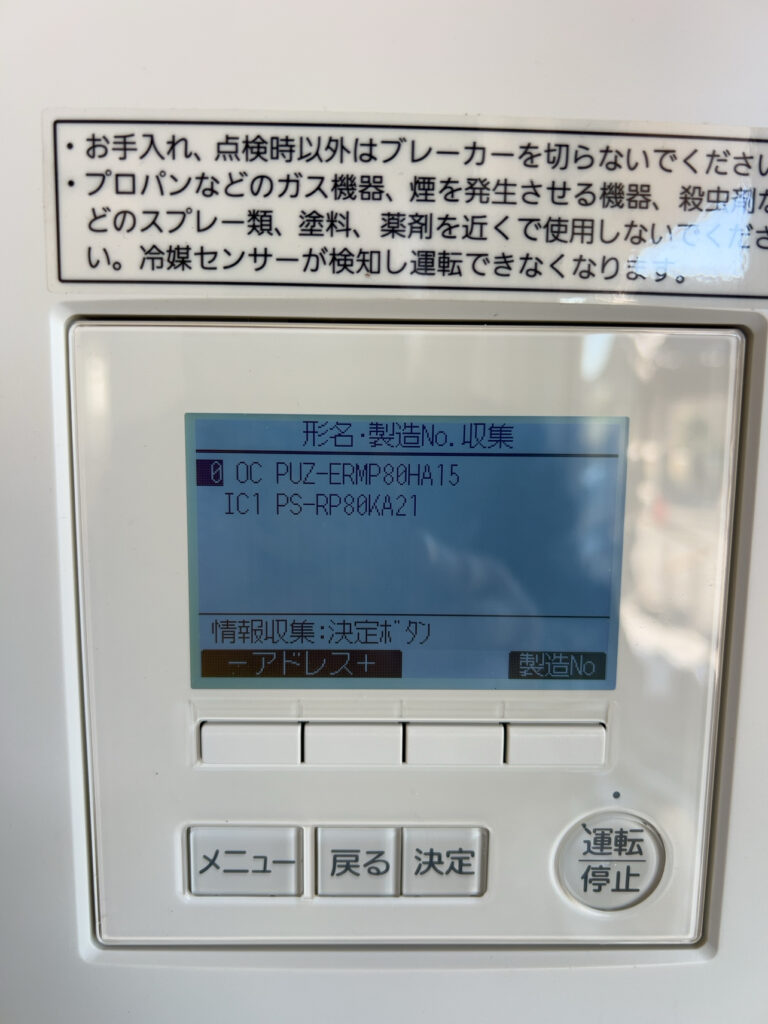 ・お手入れ、点検時以外はブレーカーを切らないでください
・プロパンなどのガス機器、煙を発生させる機器、殺虫剤な
どのスプレー類、塗料、薬剤を近くで使用しないでくださ
い。冷媒センサーが検知し運転できなくなります。
形名・製造No.収集
0 OC PUZ-ERMP80HA15
IC1 PS-RP80KA21
情報収集:決定ボタン
－アドレス＋ 製造No
メニュー 戻る 決定 運転
停止